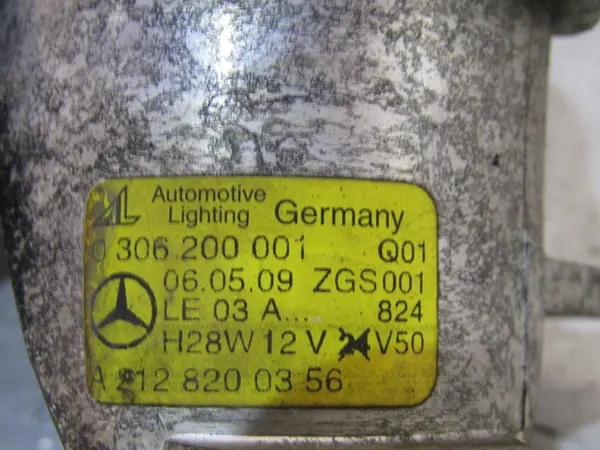 AL Automotive Lighting Germany
0 306 200 001 Q01
06.05.09 ZGS001
LE 03 A.... 824
H28W 12 V 24 V50
A 212 820 03 56